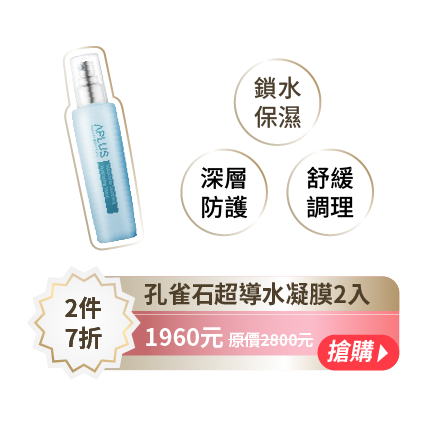 APLUS
鎖水
保濕
深層
防護
舒緩
調理
2件
7折
孔雀石超導水凝膜2入
1960元 原價2800元
搶購